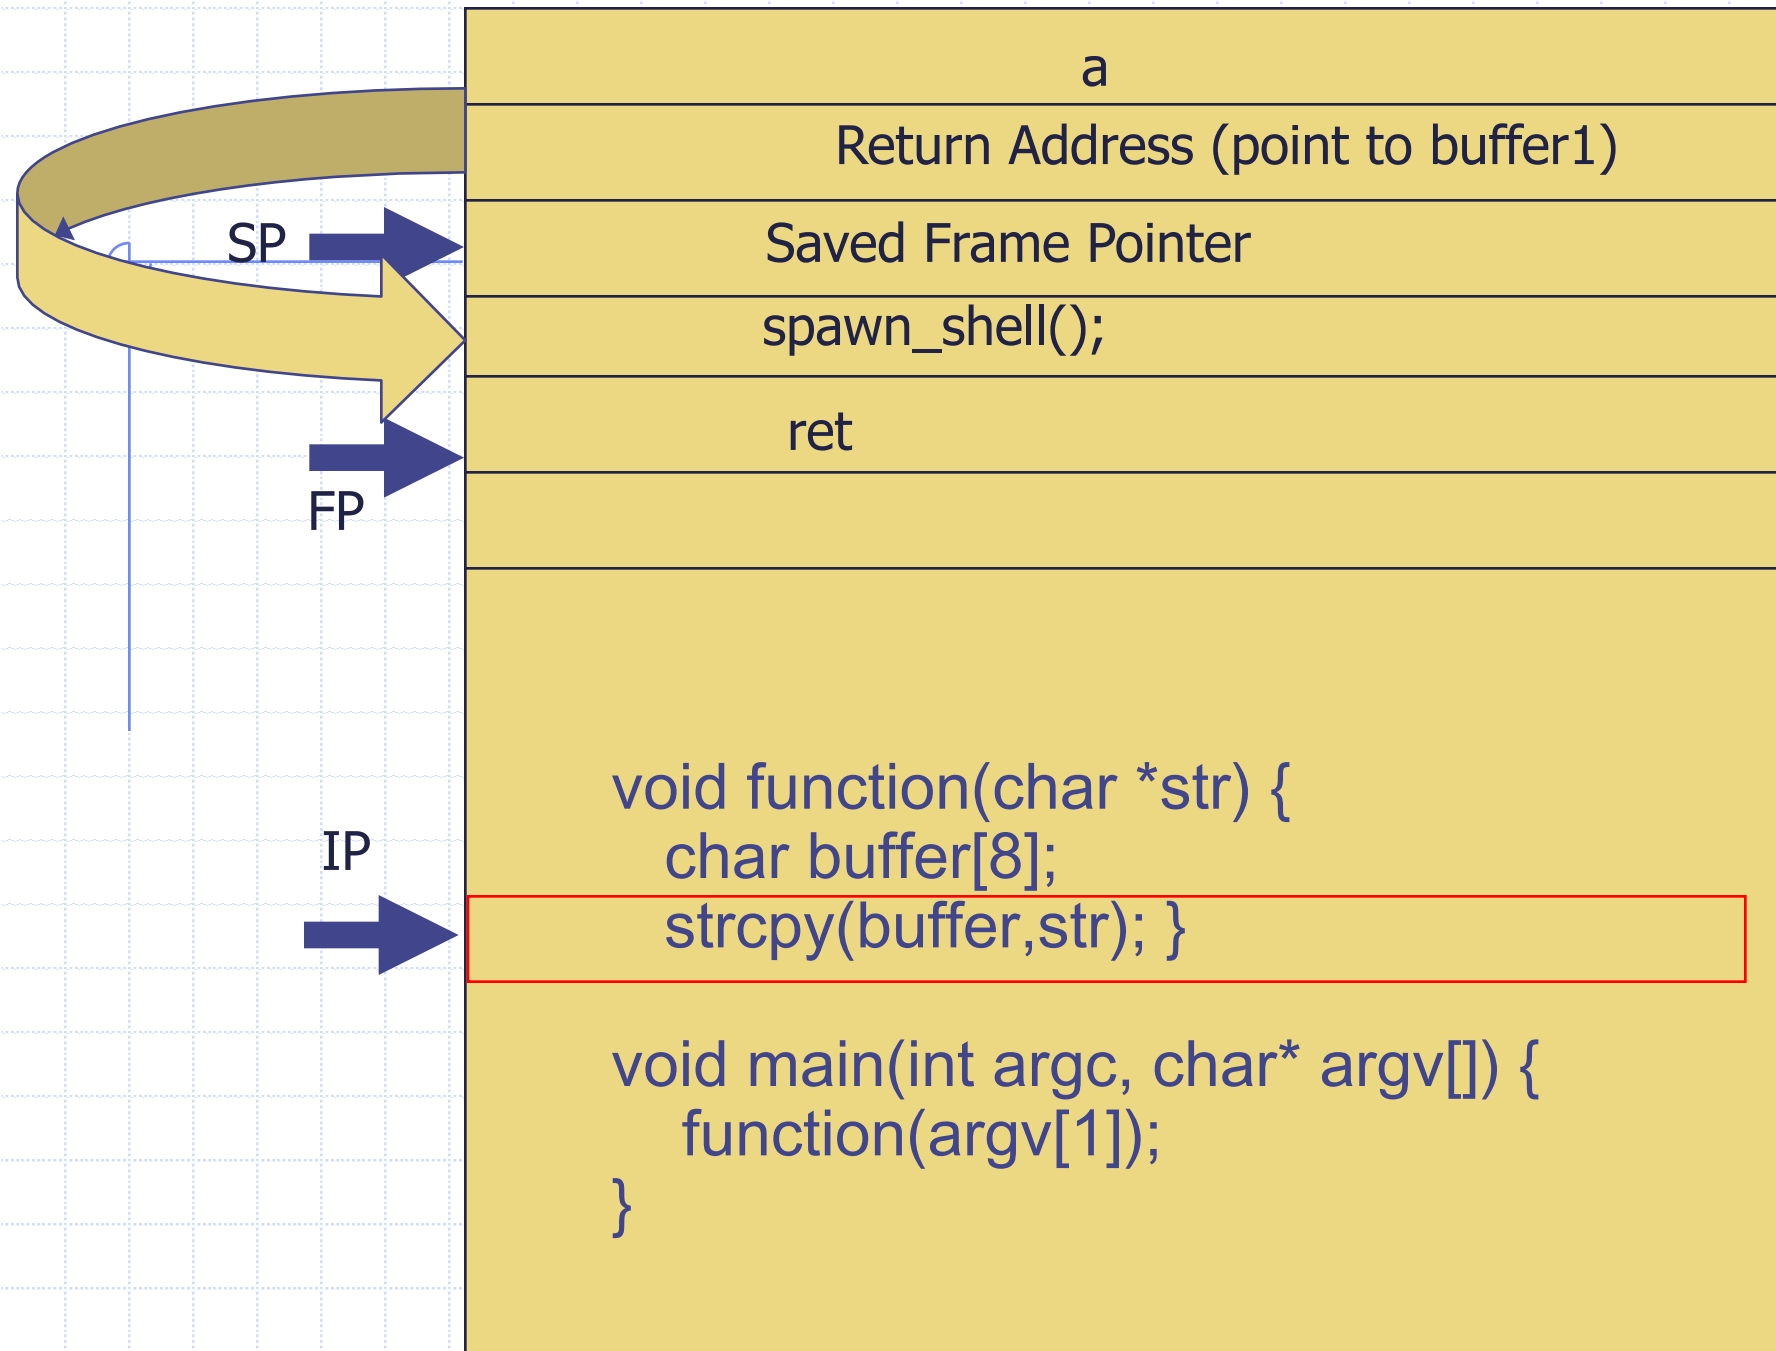 a
Return Address (point to buffer1)
SP
Saved Frame Pointer
spawn_shell();
ret
FP
void function(char *str) {
char buffer[8];
IP
strcpy(buffer,str); }
void main(int argc, char* argv[]) {
function(argv[1]);
}